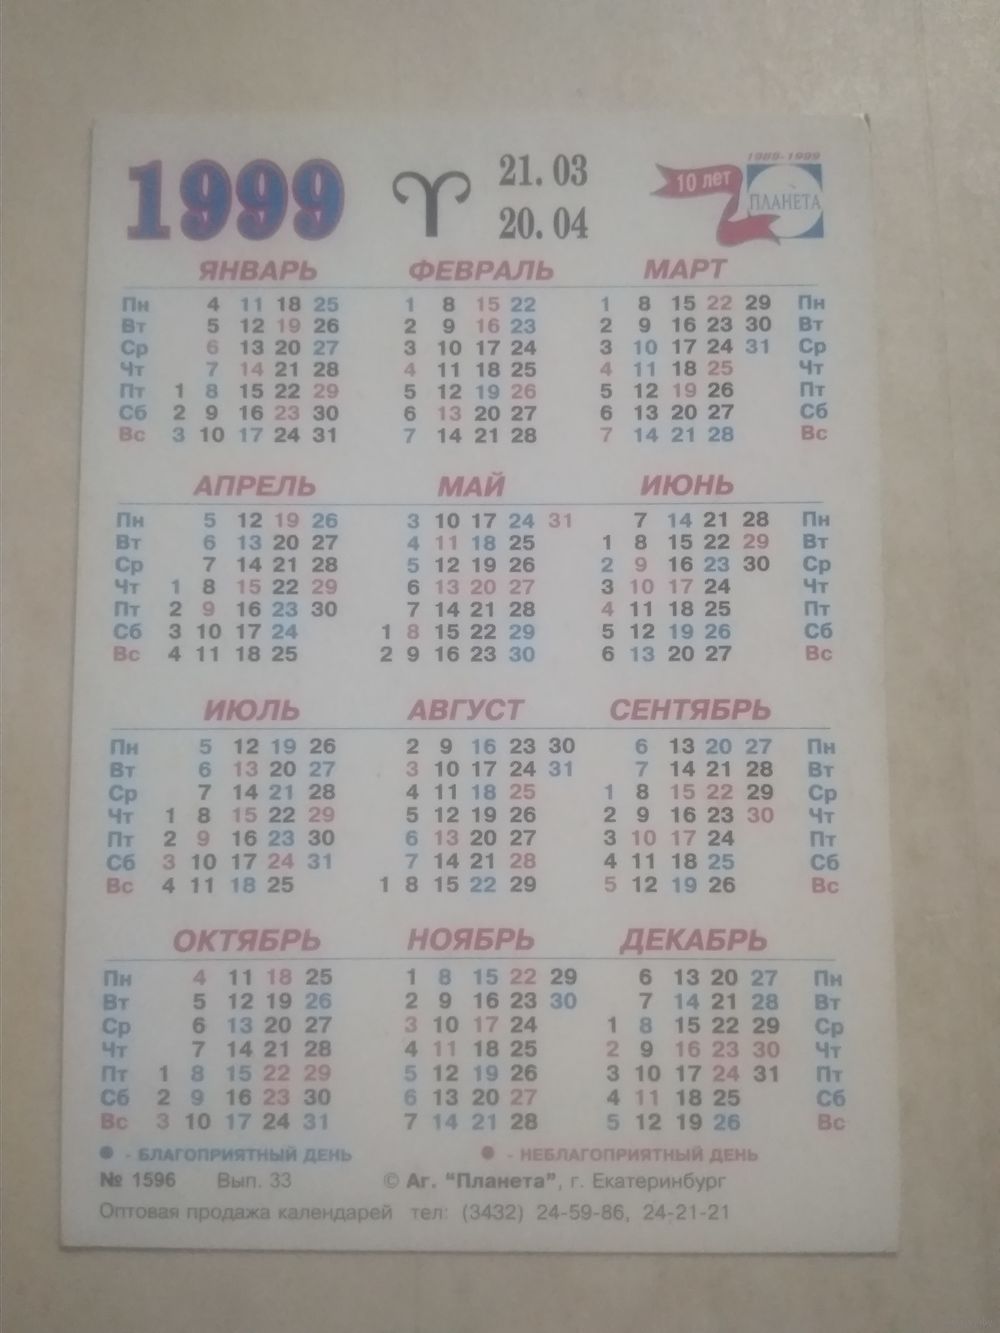 1999 21.03 1989-1999
20.04 10 лет ПЛАНЕТА
ЯНВАРЬ ФЕВРАЛЬ МАРТ
Пн 4 11 18 25 1 8 15 22 1 8 15 22 29 Пн
Вт 5 12 19 26 2 9 16 23 2 9 16 23 30 Вт
Ср 6 13 20 27 3 10 17 24 3 10 17 24 31 Ср
Чт 7 14 21 28 4 11 18 25 4 11 18 25 Чт
Пт 1 8 15 22 29 5 12 19 26 5 12 19 26 Пт
Сб 2 9 16 23 30 6 13 20 27 6 13 20 27 Сб
Вс 3 10 17 24 31 7 14 21 28 7 14 21 28 Вс
АПРЕЛЬ МАЙ ИЮНЬ
Пн 5 12 19 26 3 10 17 24 31 7 14 21 28 Пн
Вт 6 13 20 27 4 11 18 25 1 8 15 22 29 Вт
Ср 7 14 21 28 5 12 19 26 2 9 16 23 30 Ср
Чт 1 8 15 22 29 6 13 20 27 3 10 17 24 Чт
Пт 2 9 16 23 30 7 14 21 28 4 11 18 25 Пт
Сб 3 10 17 24 1 8 15 22 29 5 12 19 26 Сб
Вс 4 11 18 25 2 9 16 23 30 6 13 20 27 Вс
ИЮЛЬ АВГУСТ СЕНТЯБРЬ
Пн 5 12 19 26 2 9 16 23 30 6 13 20 27 Пн
Вт 6 13 20 27 3 10 17 24 31 7 14 21 28 Вт
Ср 7 14 21 28 4 11 18 25 1 8 15 22 29 Ср
Чт 1 8 15 22 29 5 12 19 26 2 9 16 23 30 Чт
Пт 2 9 16 23 30 6 13 20 27 3 10 17 24 Пт
Сб 3 10 17 24 31 7 14 21 28 4 11 18 25 Сб
Вс 4 11 18 25 1 8 15 22 29 5 12 19 26 Вс
ОКТЯБРЬ НОЯБРЬ ДЕКАБРЬ
Пн 4 11 18 25 1 8 15 22 29 6 13 20 27 Пн
Вт 5 12 19 26 2 9 16 23 30 7 14 21 28 Вт
Ср 6 13 20 27 3 10 17 24 1 8 15 22 29 Ср
Чт 7 14 21 28 4 11 18 25 2 9 16 23 30 Чт
Пт 1 8 15 22 29 5 12 19 26 3 10 17 24 31 Пт
Сб 2 9 16 23 30 6 13 20 27 4 11 18 25 Сб
Вс 3 10 17 24 31 7 14 21 28 5 12 19 26 Вс
- БЛАГОПРИЯТНЫЙ ДЕНЬ - НЕБЛАГОПРИЯТНЫЙ ДЕНЬ
№ 1596 Вып. 33 © Аг. "Планета", г. Екатеринбург
Оптовая продажа календарей тел: (3432) 24-59-86, 24-21-21